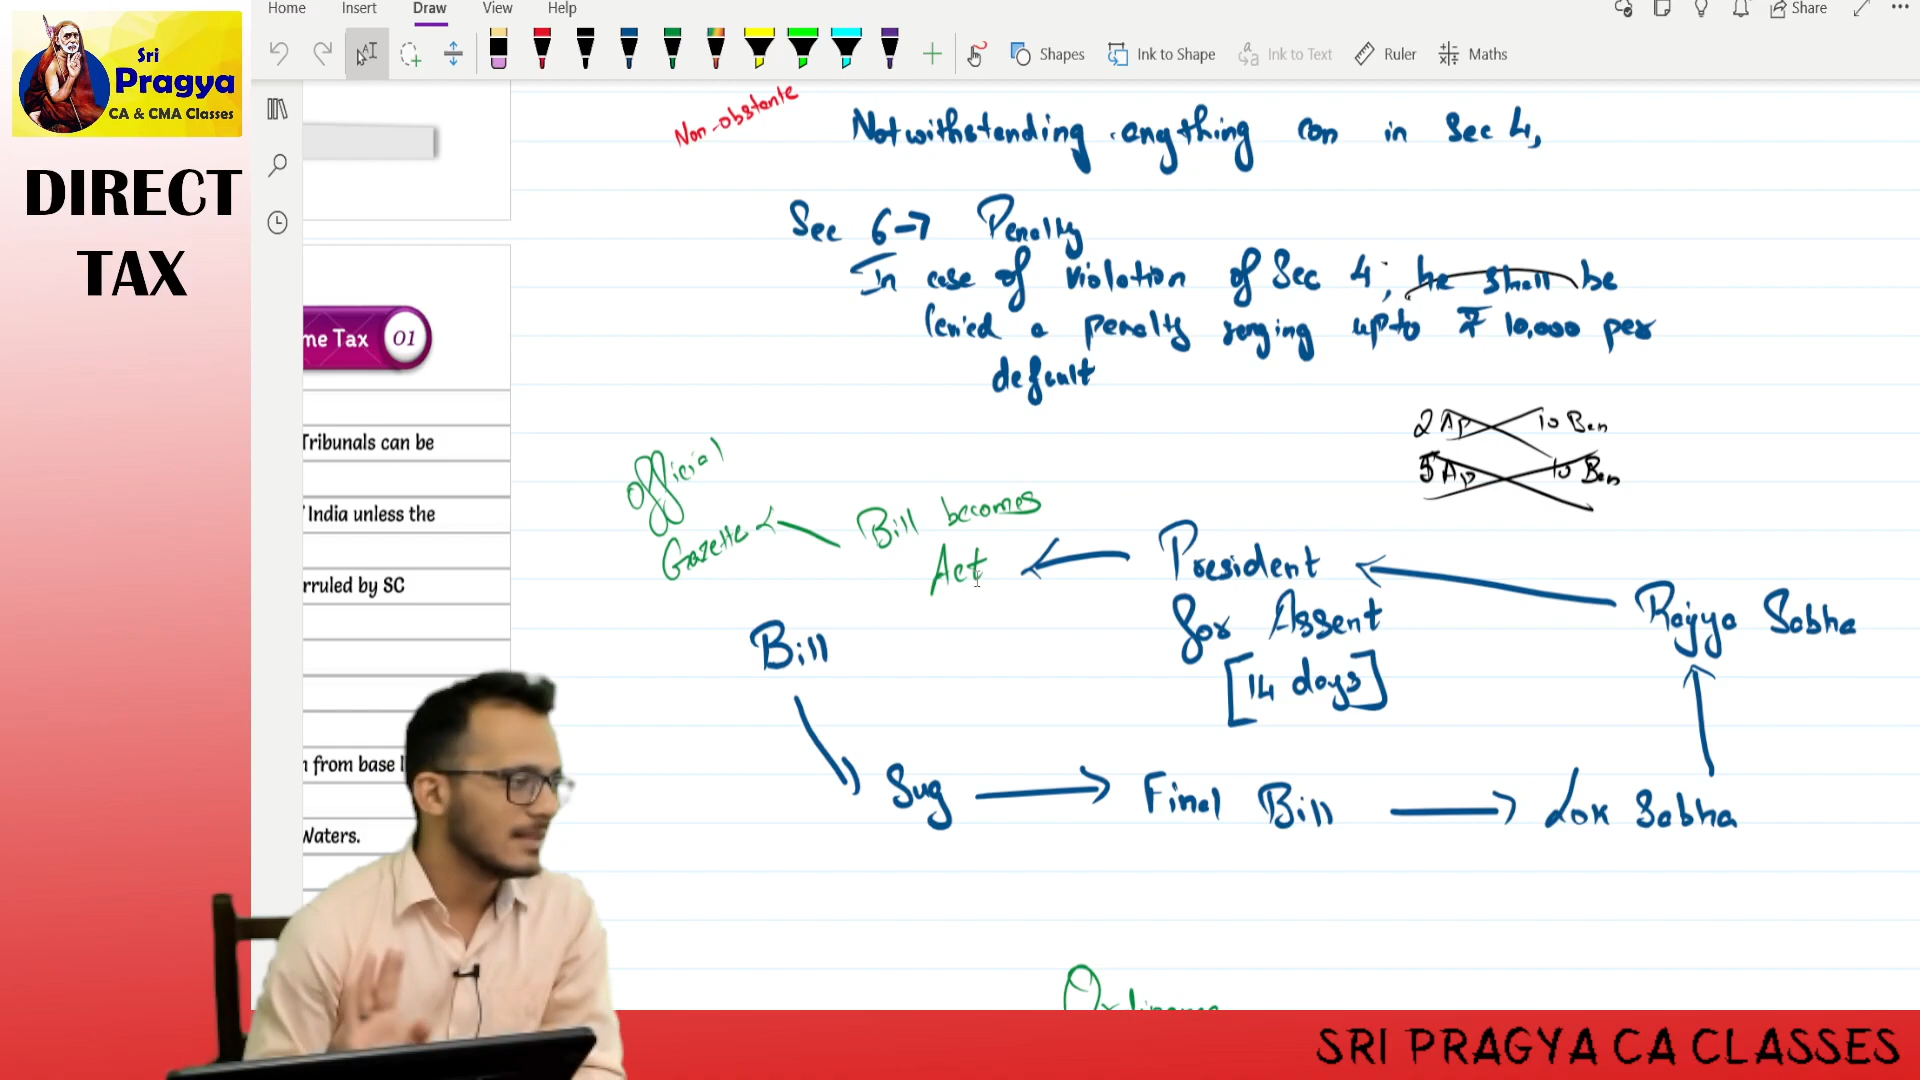 Home Insert Draw View Help
Share
Shapes Ink to Shape Ink to Text Ruler Maths
Sri
Pragya
CA & CMA Classes
DIRECT
TAX
me Tax 01
Tribunals can be
India unless the
rruled by SC
from base l
Waters.
Non-obstante
Notwithstanding anything con in Sec 4,
Sec 6→ Penalty
In case of violation of Sec 4; he shall be
levied a penalty ranging upto ₹ 10,000 per
default
2 Ap 10 Ben
5 Ap 10 Ben
Official
Gazette
Bill becomes
Act
President
for Assent
[14 days]
Rajya Sabha
Bill
Sug → Final Bill → Lok Sabha
Ordinance
SRI PRAGYA CA CLASSES